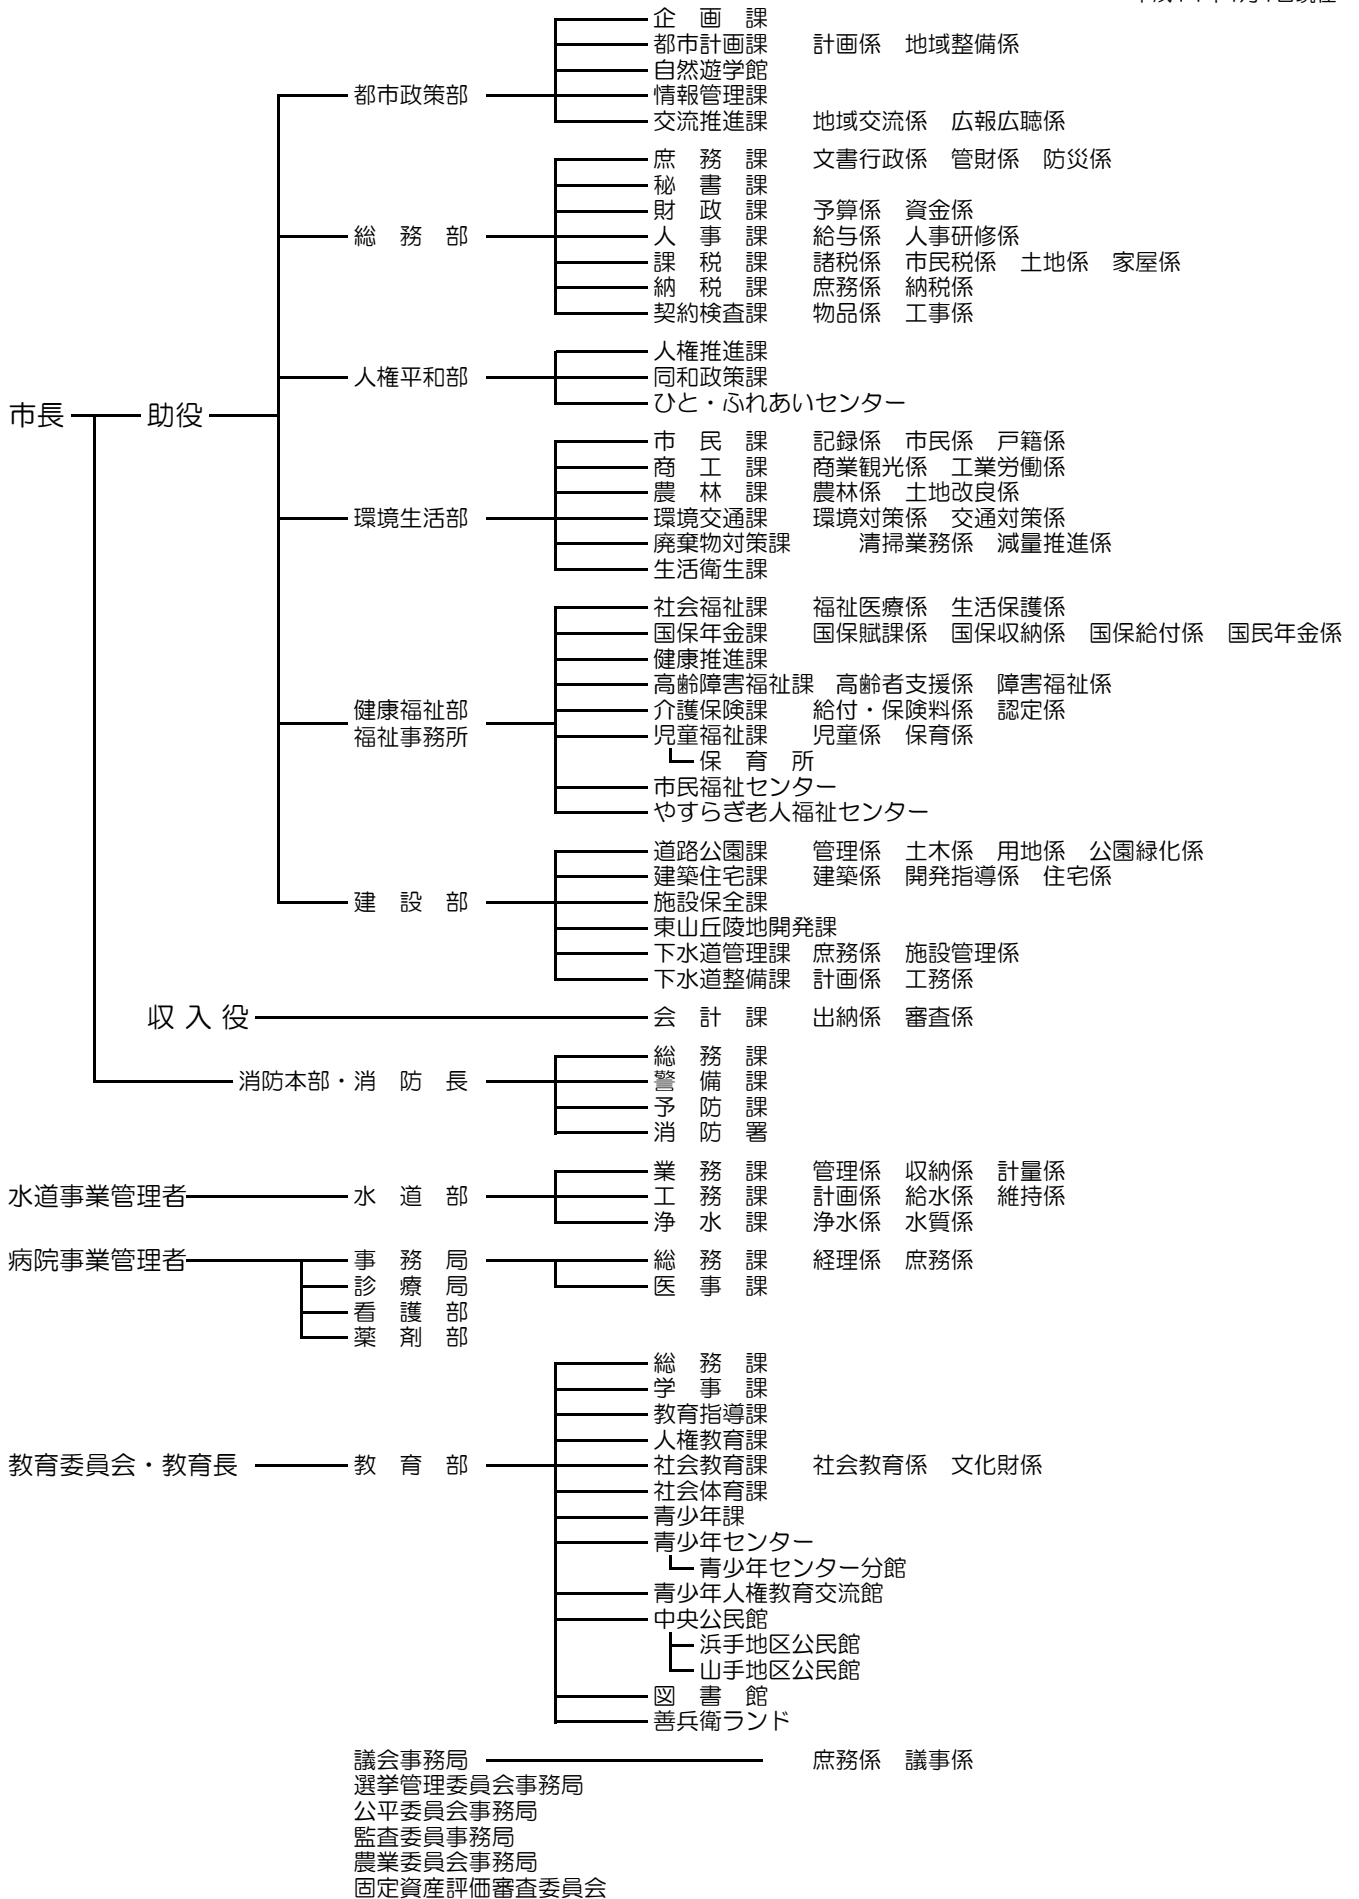 企　画　課
都市計画課　計画係　地域整備係
自然遊学館
都市政策部　情報管理課
交流推進課　地域交流係　広報広聴係
庶　務　課　文書行政係　管財係　防災係
秘　書　課
財　政　課　予算係　資金係
総　務　部　人　事　課　給与係　人事研修係
課　税　課　諸税係　市民税係　土地係　家屋係
納　税　課　庶務係　納税係
契約検査課　物品係　工事係
人権推進課
人権平和部　同和政策課
ひと・ふれあいセンター
市長　助役
市　民　課　記録係　市民係　戸籍係
商　工　課　商業観光係　工業労働係
農　林　課　農林係　土地改良係
環境生活部　環境交通課　環境対策係　交通対策係
廃棄物対策課　清掃業務係　減量推進係
生活衛生課
社会福祉課　福祉医療係　生活保護係
国保年金課　国保賦課係　国保収納係　国保給付係　国民年金係
健康推進課
高齢障害福祉課　高齢者支援係　障害福祉係
健康福祉部　介護保険課　給付・保険料係　認定係
福祉事務所　児童福祉課　児童係　保育係
保　育　所
市民福祉センター
やすらぎ老人福祉センター
道路公園課　管理係　土木係　用地係　公園緑化係
建築住宅課　建築係　開発指導係　住宅係
建　設　部　施設保全課
東山丘陵地開発課
下水道管理課　庶務係　施設管理係
下水道整備課　計画係　工務係
収入役　会　計　課　出納係　審査係
総　務　課
消防本部・消　防　長　警　備　課
予　防　課
消　防　署
業　務　課　管理係　収納係　計量係
水道事業管理者　水　道　部　工　務　課　計画係　給水係　維持係
浄　水　課　浄水係　水質係
病院事業管理者　事　務　局　総　務　課　経理係　庶務係
診　療　局　医　事　課
看　護　部
薬　剤　部
総　務　課
学　事　課
教育指導課
人権教育課
教育委員会・教育長　教　育　部　社会教育課　社会教育係　文化財係
社会体育課
青少年課
青少年センター
青少年センター分館
青少年人権教育交流館
中央公民館
浜手地区公民館
山手地区公民館
図　書　館
善兵衛ランド
議会事務局　庶務係　議事係
選挙管理委員会事務局
公平委員会事務局
監査委員事務局
農業委員会事務局
固定資産評価審査委員会